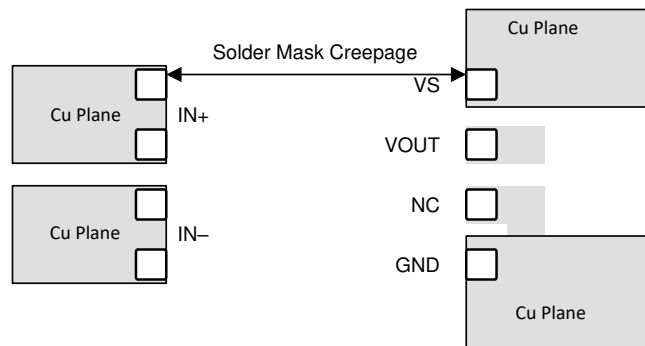 Cu Plane
Solder Mask Creepage
VS
Cu Plane
IN+
VOUT
NC
Cu Plane
IN–
GND
Cu Plane